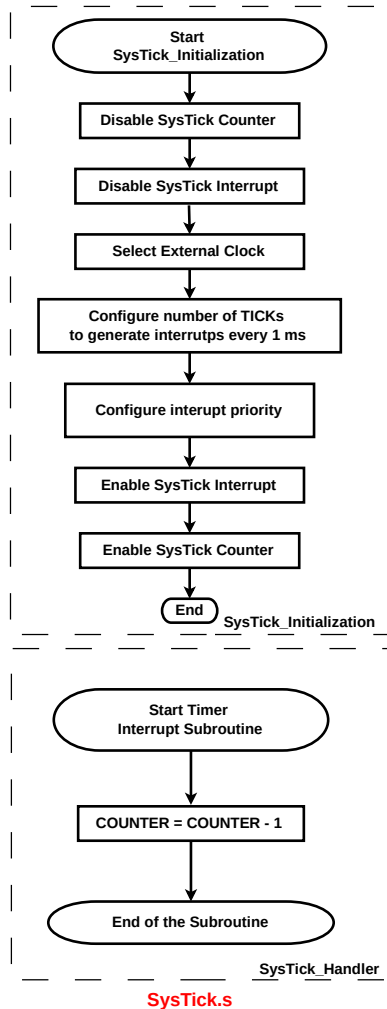 Start
SysTick_Initialization
Disable SysTick Counter
Disable SysTick Interrupt
Select External Clock
Configure number of TICKs
to generate interrutps every 1 ms
Configure interupt priority
Enable SysTick Interrupt
Enable SysTick Counter
End
SysTick_Initialization
Start Timer
Interrupt Subroutine
COUNTER = COUNTER - 1
End of the Subroutine
SysTick_Handler
SysTick.s